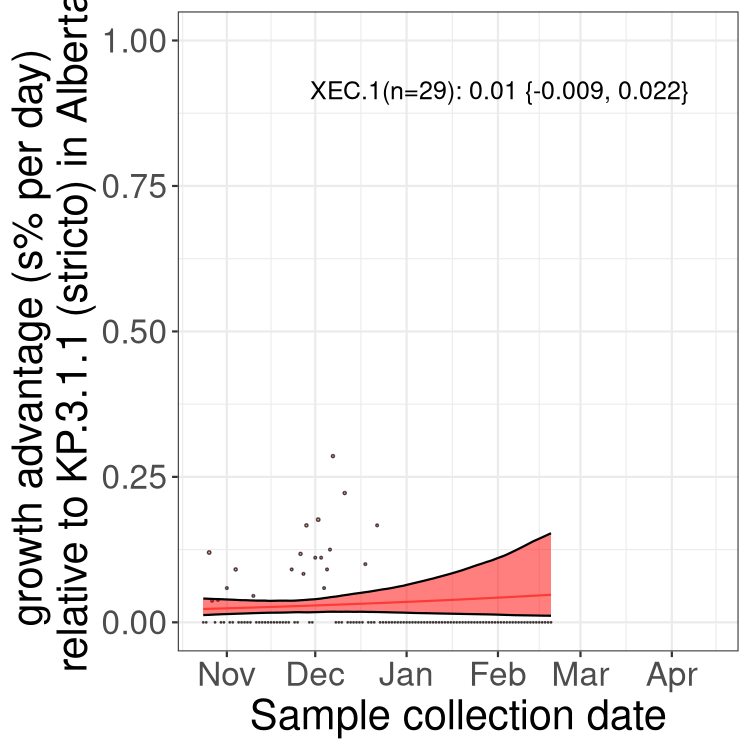 growth advantage (s% per day)
relative to KP.3.1.1 (stricto) in Alberta
1.00
0.75
0.50
0.25
0.00
XEC.1(n=29): 0.01 {-0.009, 0.022}
Nov Dec Jan Feb Mar Apr
Sample collection date